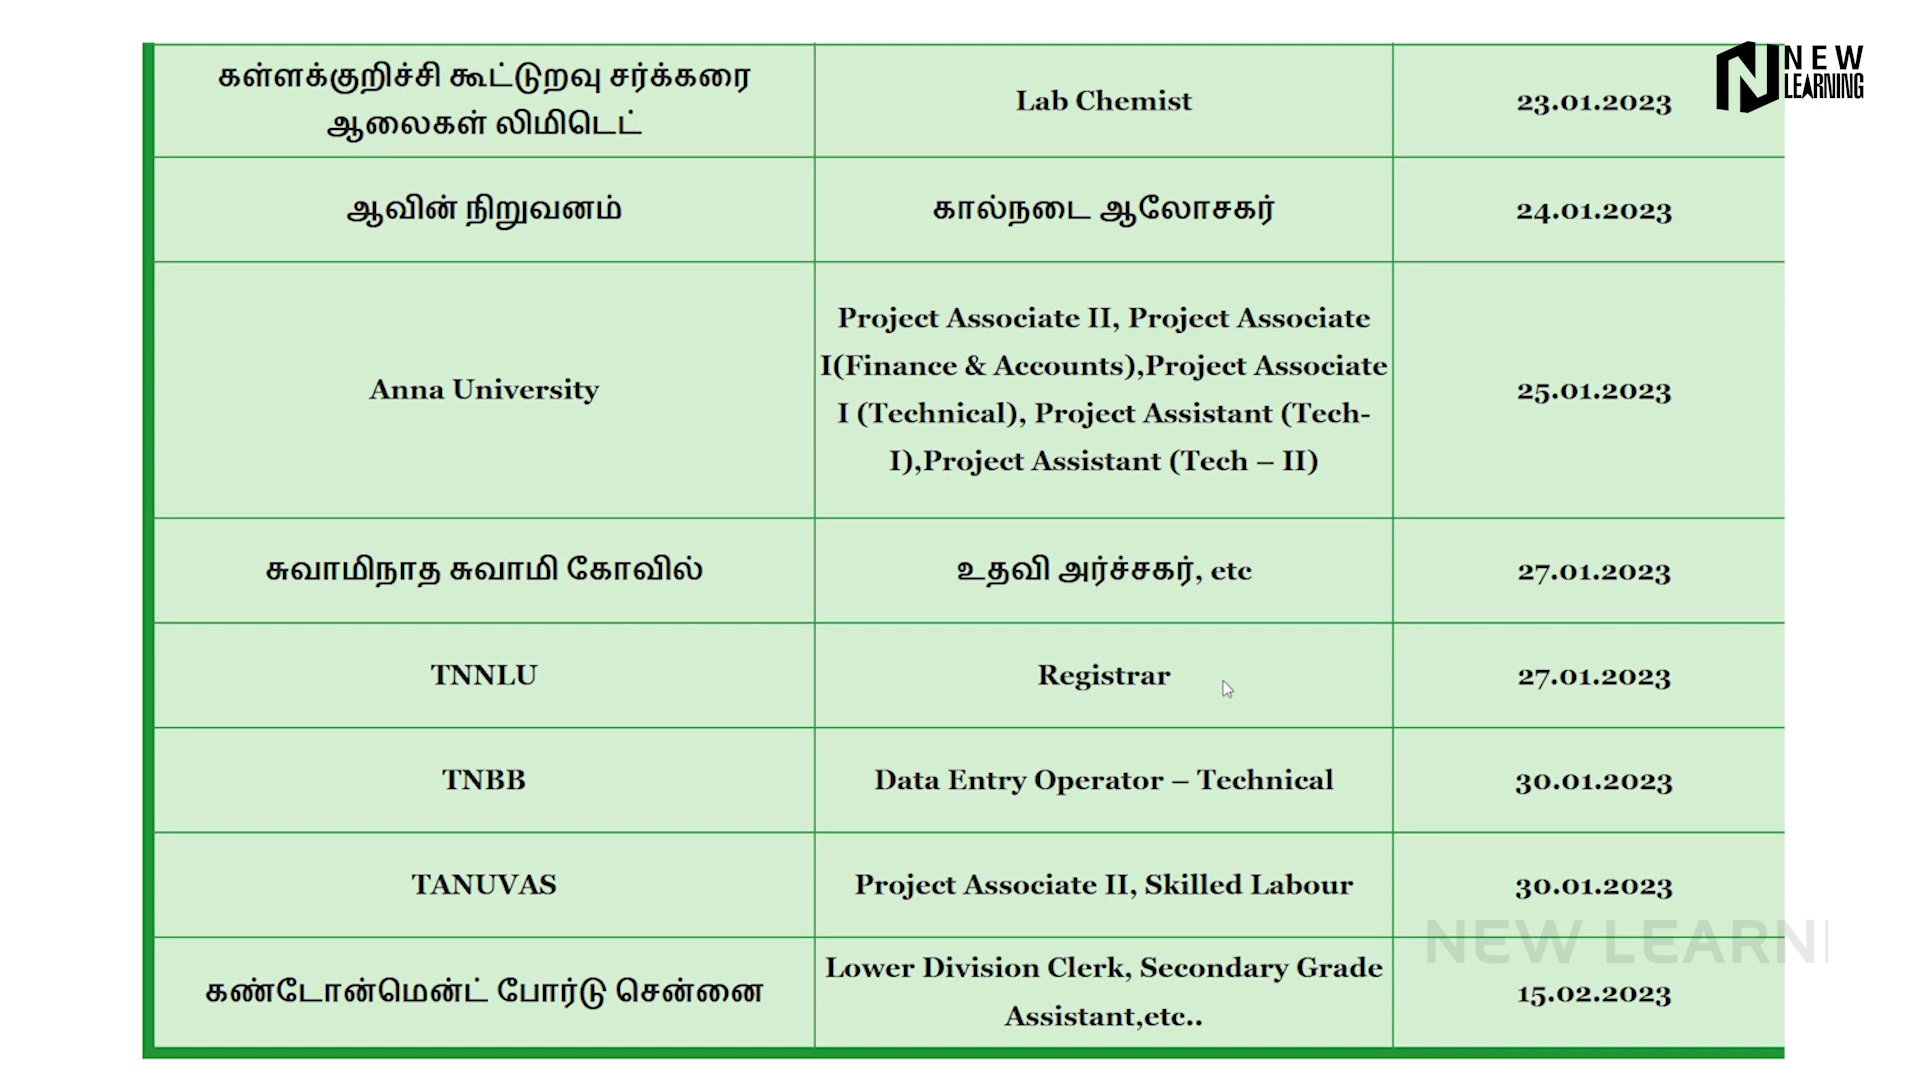 NEW
LEARNING
கள்ளக்குறிச்சி கூட்டுறவு சர்க்கரை
ஆலைகள் லிமிடெட்
Lab Chemist
23.01.2023
ஆவின் நிறுவனம்
கால்நடை ஆலோசகர்
24.01.2023
Anna University
Project Associate II, Project Associate
I(Finance & Accounts),Project Associate
I (Technical), Project Assistant (Tech-
I),Project Assistant (Tech – II)
25.01.2023
சுவாமிநாத சுவாமி கோவில்
உதவி அர்ச்சகர், etc
27.01.2023
TNNLU
Registrar
27.01.2023
TNBB
Data Entry Operator – Technical
30.01.2023
TANUVAS
Project Associate II, Skilled Labour
30.01.2023
NEW LEARNI
கண்டோன்மென்ட் போர்டு சென்னை
Lower Division Clerk, Secondary Grade
Assistant,etc..
15.02.2023